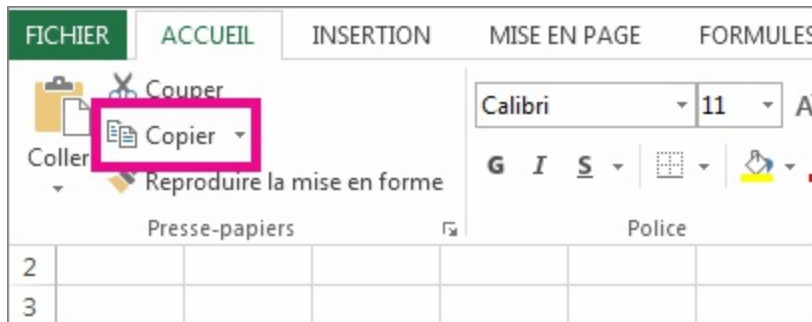 FICHIER ACCUEIL INSERTION MISE EN PAGE FORMULES
Couper
Copier
Coller
Reproduire la mise en forme
Presse-papiers
Calibri 11 A
G I S
Police
2
3